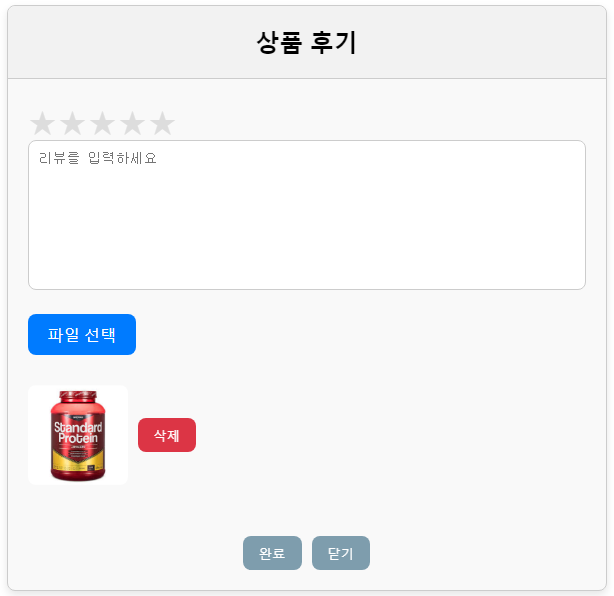 상품 후기
★★★★★
리뷰를 입력하세요
파일 선택
Standard
Protein
삭제
완료
닫기